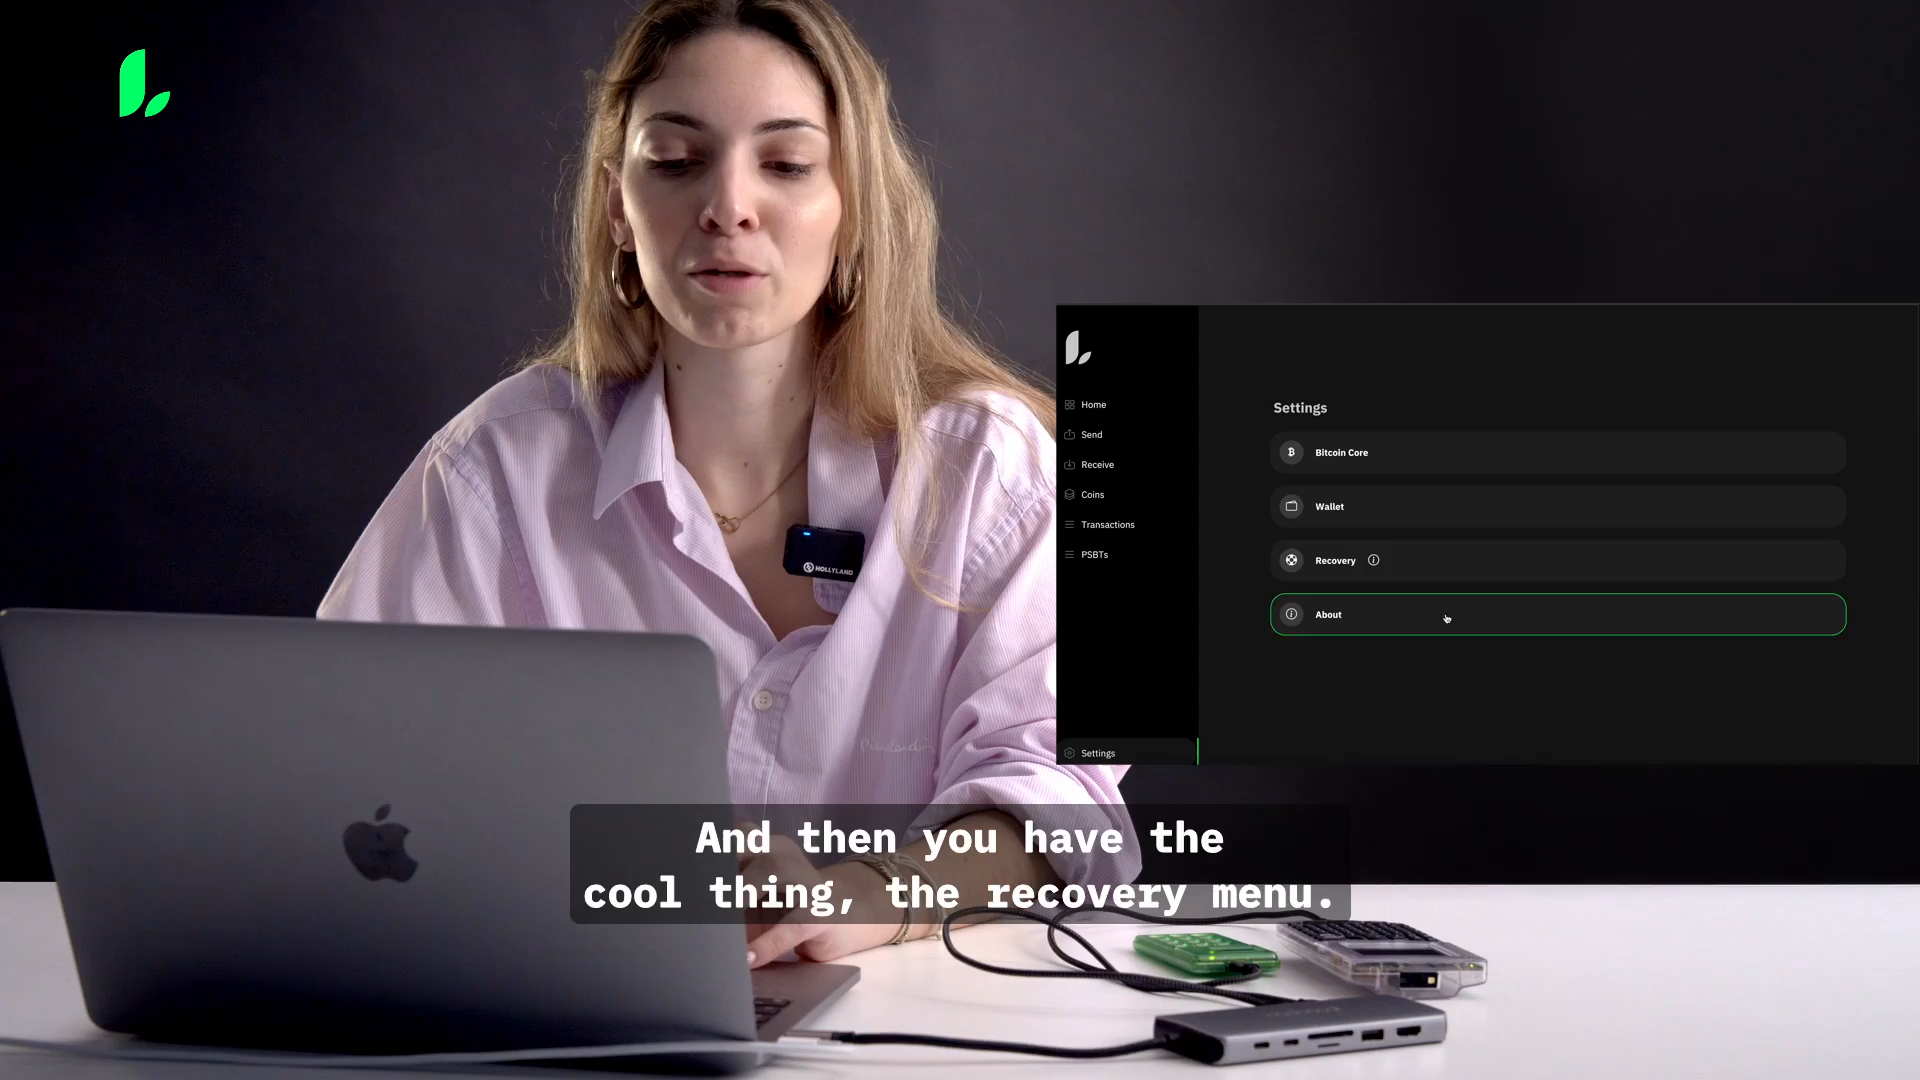 HOLLYLAND
Home
Send
Receive
Coins
Transactions
PSBTs
Settings
Settings
Bitcoin Core
Wallet
Recovery
About
And then you have the
cool thing, the recovery menu.